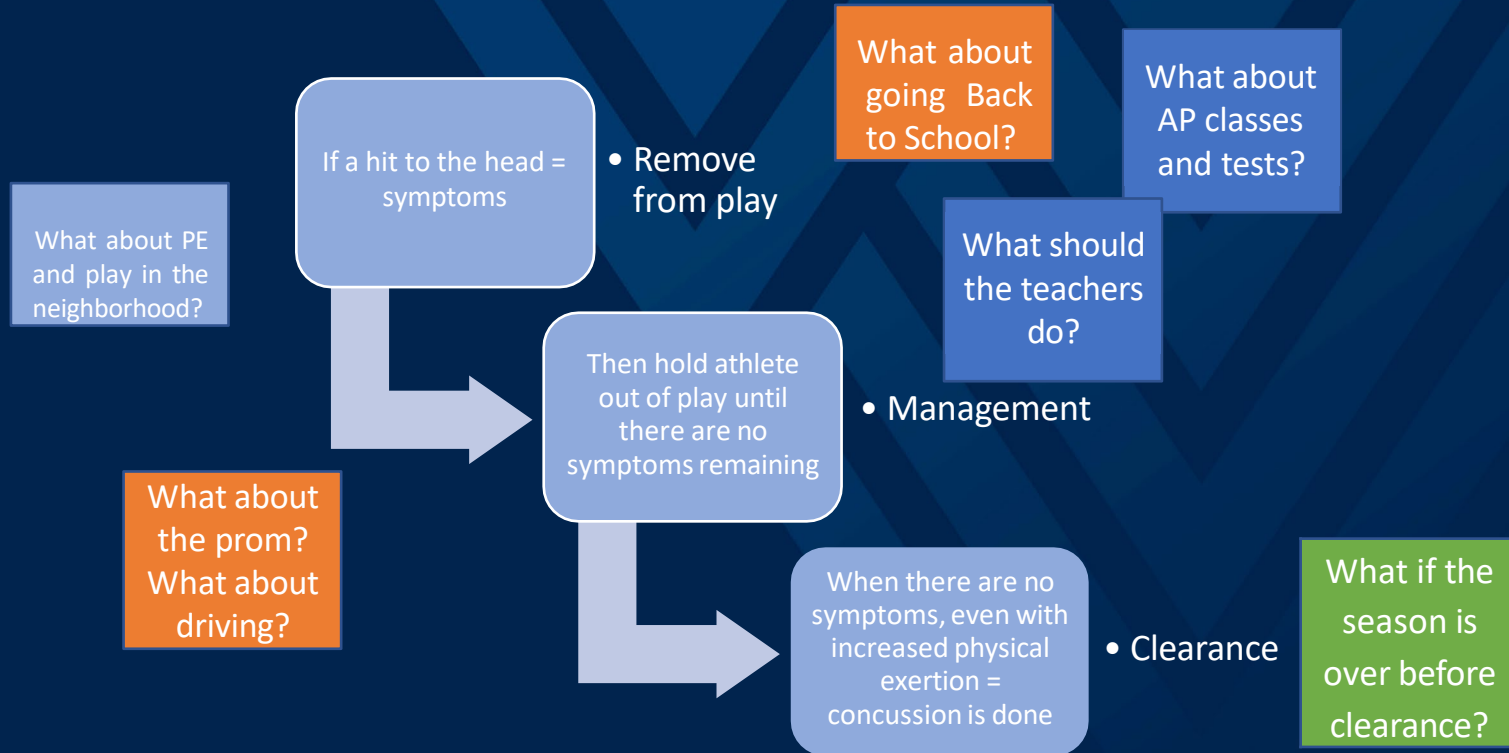 What about
going Back
to School?
What about
AP classes
and tests?
If a hit to the head =
symptoms
• Remove
from play
What about PE
and play in the
neighborhood?
What should
the teachers
do?
Then hold athlete
out of play until
there are no
symptoms remaining
• Management
What about
the prom?
What about
driving?
When there are no
symptoms, even with
increased physical
exertion =
concussion is done
• Clearance
What if the
season is
over before
clearance?